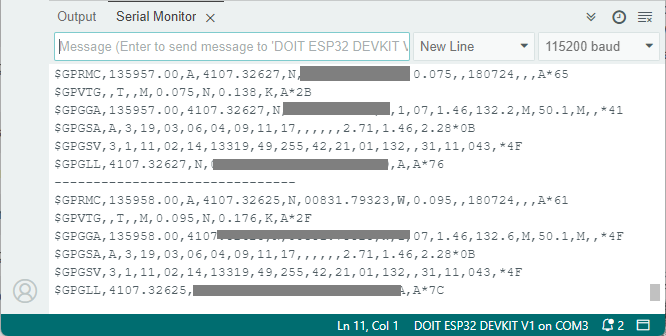 Output Serial Monitor
Message (Enter to send message to 'DOIT ESP32 DEVKIT V New Line 115200 baud
$GPRMC,135957.00,A,4107.32627,N, 0.075,,180724,,,A*65
$GPVTG,,T,,M,0.075,N,0.138,K,A*2B
$GPGGA,135957.00,4107.32627,N, ,1,07,1.46,132.2,M,50.1,M,,*41
$GPGSA,A,3,19,03,06,04,09,11,17,,,,,,2.71,1.46,2.28*0B
$GPGSV,3,1,11,02,14,13319,49,255,42,21,01,132,,31,11,043,*4F
$GPGLL,4107.32627,N, ,A,A*76
-------------------------------
$GPRMC,135958.00,A,4107.32625,N,00831.79323,W,0.095,,180724,,,A*61
$GPVTG,,T,,M,0.095,N,0.176,K,A*2F
$GPGGA,135958.00,4107 07,1.46,132.6,M,50.1,M,,*4F
$GPGSA,A,3,19,03,06,04,09,11,17,,,,,,2.71,1.46,2.28*0B
$GPGSV,3,1,11,02,14,13319,49,255,42,21,01,132,,31,11,043,*4F
$GPGLL,4107.32625, ,A*7C
Ln 11, Col 1 DOIT ESP32 DEVKIT V1 on COM3 2